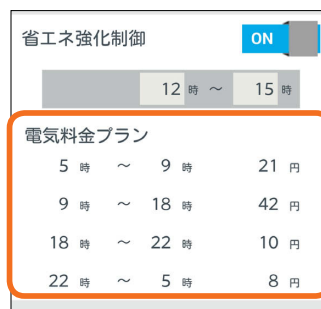 省エネ強化制御 ON
12 時 ～ 15 時
電気料金プラン
5 時 ～ 9 時 21 円
9 時 ～ 18 時 42 円
18 時 ～ 22 時 10 円
22 時 ～ 5 時 8 円